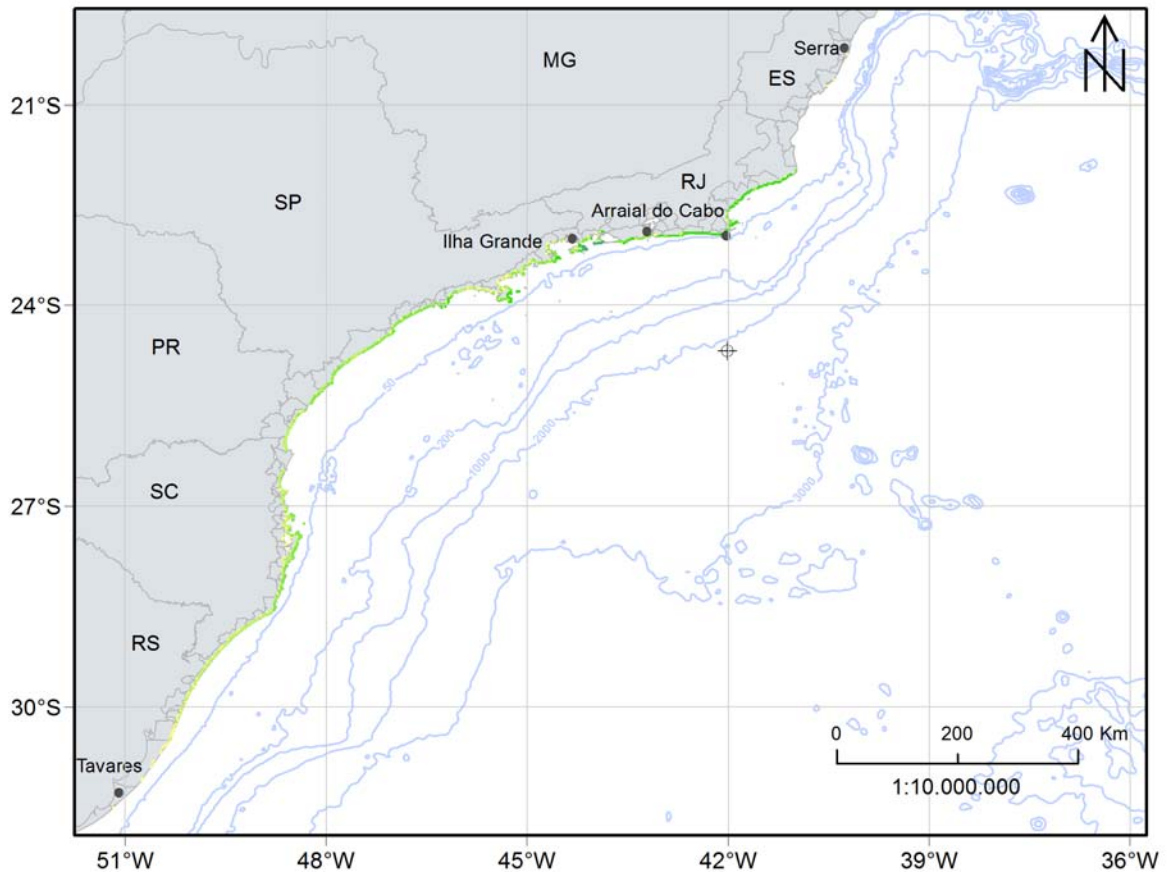 MG
Serra
ES
21°S
SP
RJ
Arraial do Cabo
Ilha Grande
24°S
PR
50
200
2000
1000
3000
SC
27°S
RS
30°S
0 200 400 Km
Tavares
1:10.000.000
51°W 48°W 45°W 42°W 39°W 36°W
N